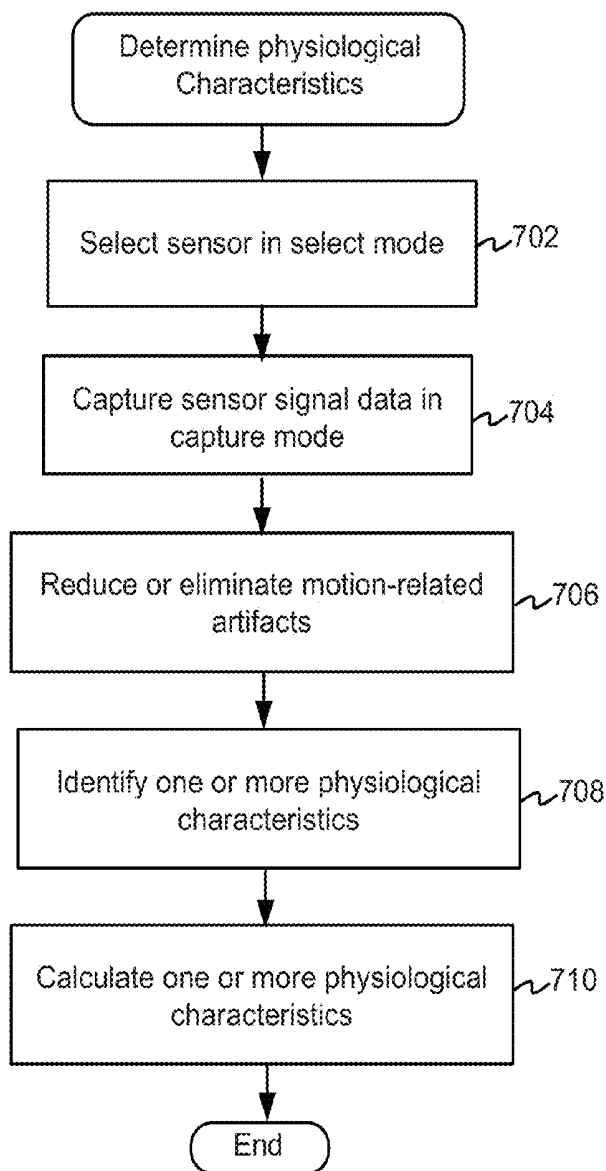 Determine physiological
Characteristics
Select sensor in select mode
702
Capture sensor signal data in
capture mode
704
Reduce or eliminate motion-related
artifacts
706
Identify one or more physiological
characteristics
708
Calculate one or more physiological
characteristics
710
End